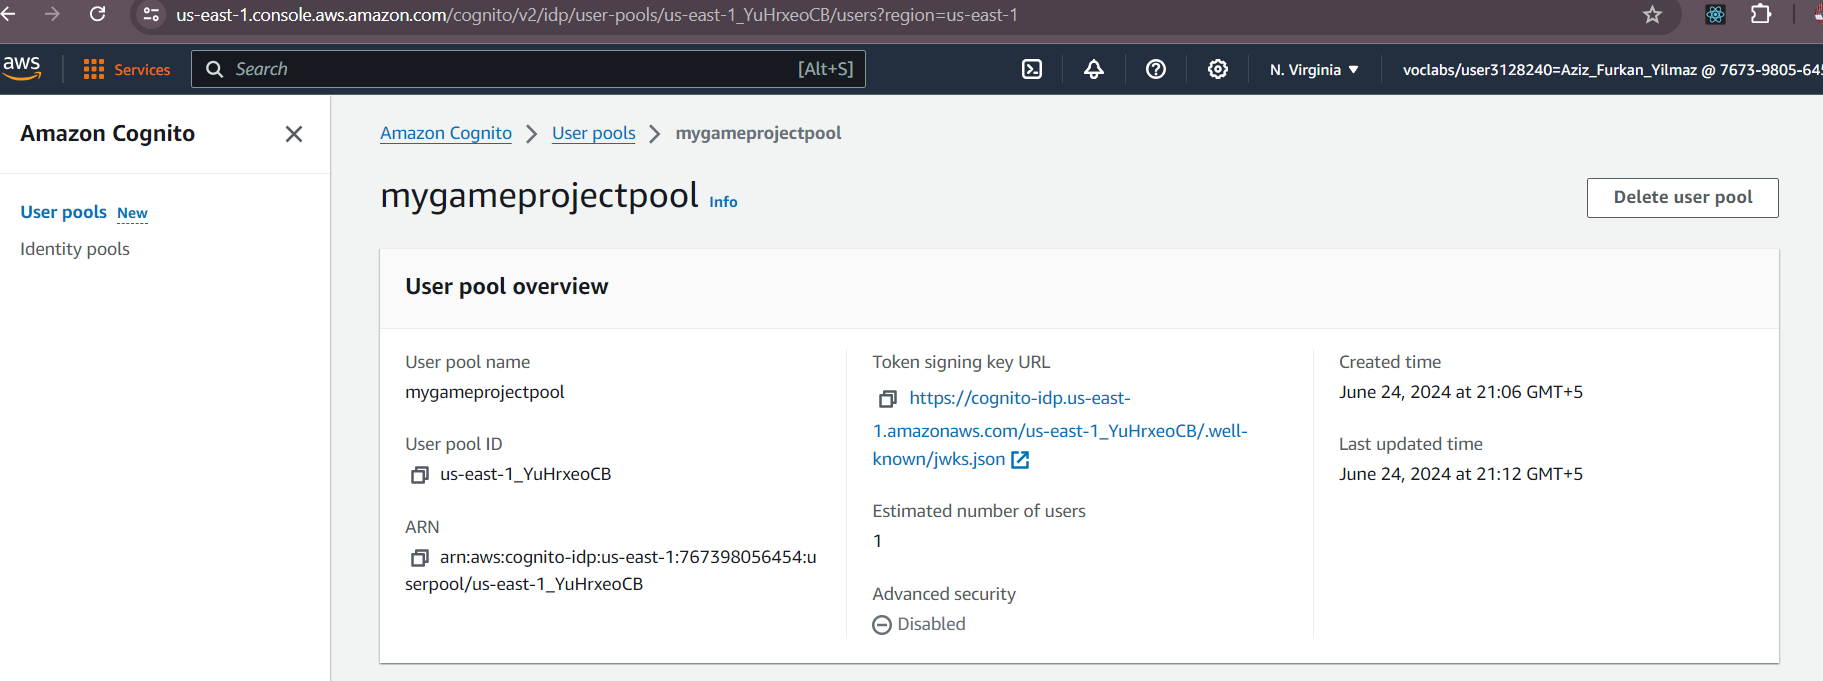 us-east-1.console.aws.amazon.com/cognito/v2/idp/user-pools/us-east-1_YuHrxeoCB/users?region=us-east-1
aws Services Search [Alt+S] N. Virginia voclabs/user3128240=Aziz_Furkan_Yilmaz @ 7673-9805-645
Amazon Cognito
User pools New
Identity pools
Amazon Cognito > User pools > mygameprojectpool
mygameprojectpool Info
Delete user pool
User pool overview
User pool name
mygameprojectpool
User pool ID
us-east-1_YuHrxeoCB
ARN
arn:aws:cognito-idp:us-east-1:767398056454:u
serpool/us-east-1_YuHrxeoCB
Token signing key URL
https://cognito-idp.us-east-
1.amazonaws.com/us-east-1_YuHrxeoCB/.well-
known/jwks.json
Estimated number of users
1
Advanced security
Disabled
Created time
June 24, 2024 at 21:06 GMT+5
Last updated time
June 24, 2024 at 21:12 GMT+5